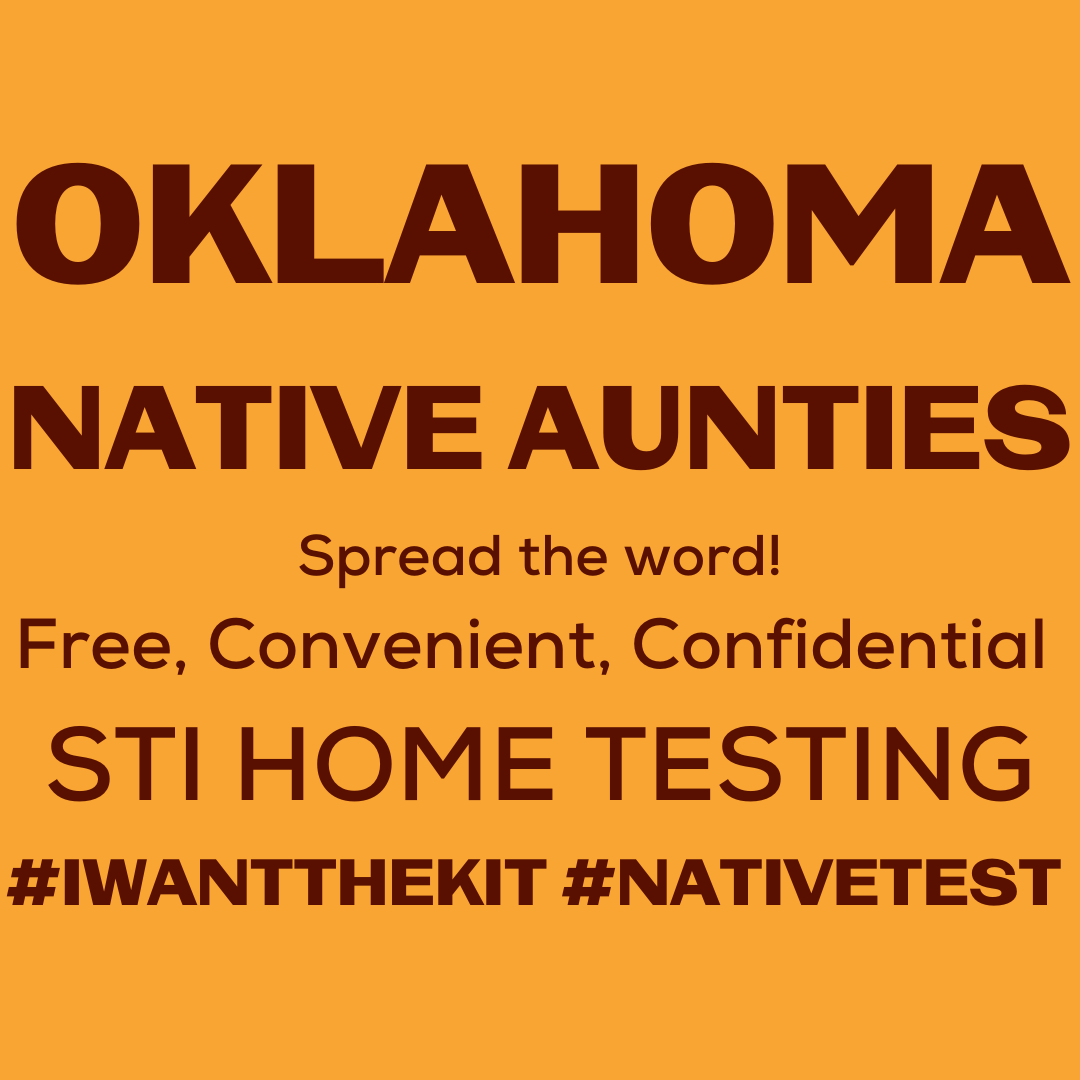 OKLAHOMA
NATIVE AUNTIES
Spread the word!
Free, Convenient, Confidential
STI HOME TESTING
#IWANTTHEKIT #NATIVETEST